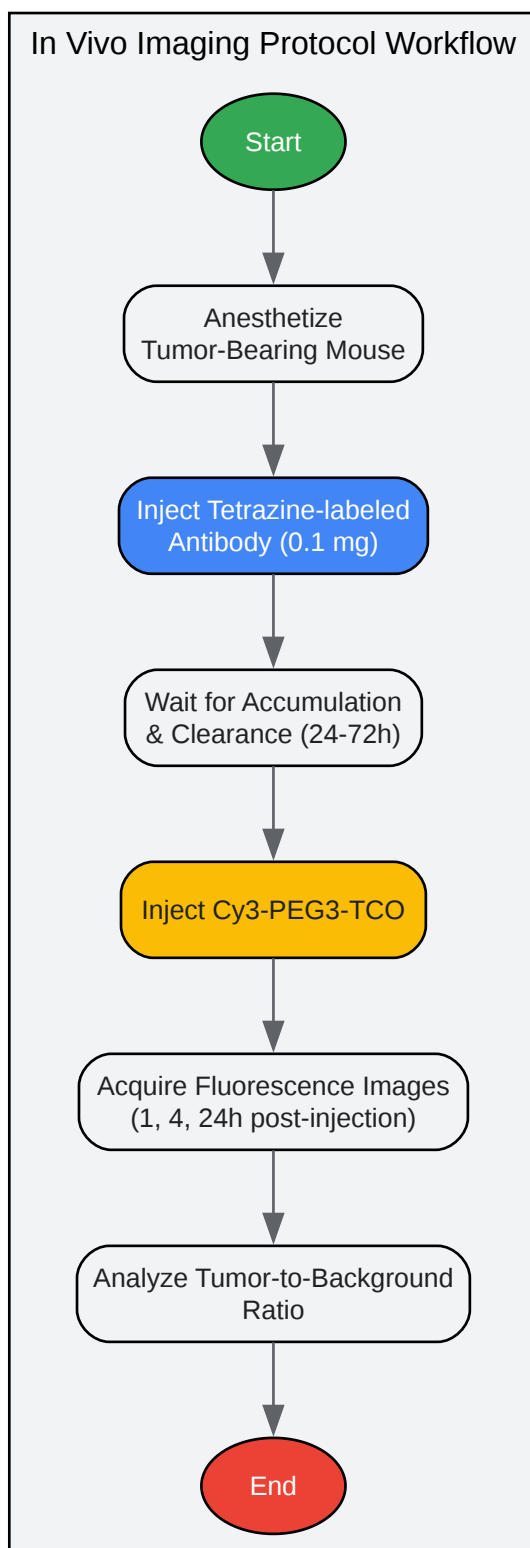 In Vivo Imaging Protocol Workflow
Start
Anesthetize
Tumor-Bearing Mouse
Inject Tetrazine-labeled
Antibody (0.1 mg)
Wait for Accumulation
& Clearance (24-72h)
Inject Cy3-PEG3-TCO
Acquire Fluorescence Images
(1, 4, 24h post-injection)
Analyze Tumor-to-Background
Ratio
End